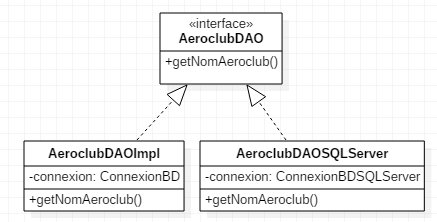 «interface»
AeroclubDAO
+getNomAeroclub()
AeroclubDAOImpl
-connexion: ConnexionBD
+getNomAeroclub()
AeroclubDAOSQLServer
-connexion: ConnexionBDSQLServer
+getNomAeroclub()